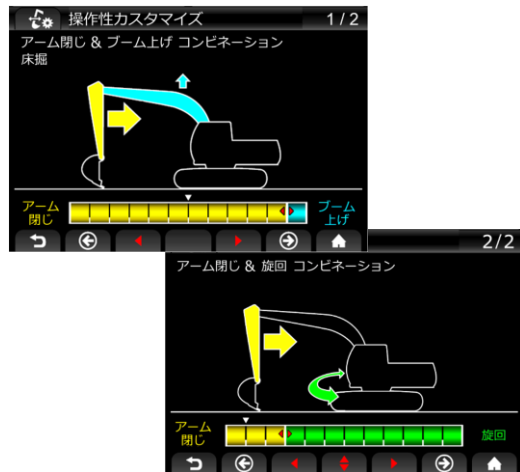 操作性カスタマイズ 1/2
アーム閉じ & ブーム上げ コンビネーション
床掘
アーム
閉じ
ブーム
上げ
2/2
アーム閉じ & 旋回 コンビネーション
アーム
閉じ
旋回